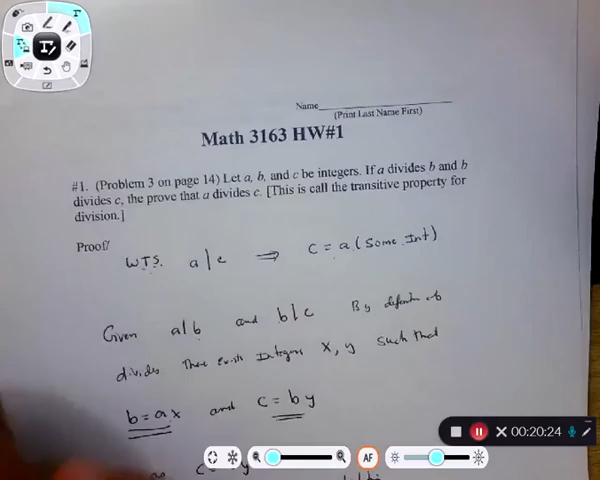 Name
(Print Last Name First)
Math 3163 HW#1
#1. (Problem 3 on page 14) Let a, b, and c be integers. If a divides b and b
divides c, the prove that a divides c. [This is call the transitive property for
division.]
Proof/
W.T.S. a|c ⟹ c = a (Some Int)
Given a|b and b|c By definition of
divides There exists Integers x, y such that
b = ax and c = by
00:20:24
AF